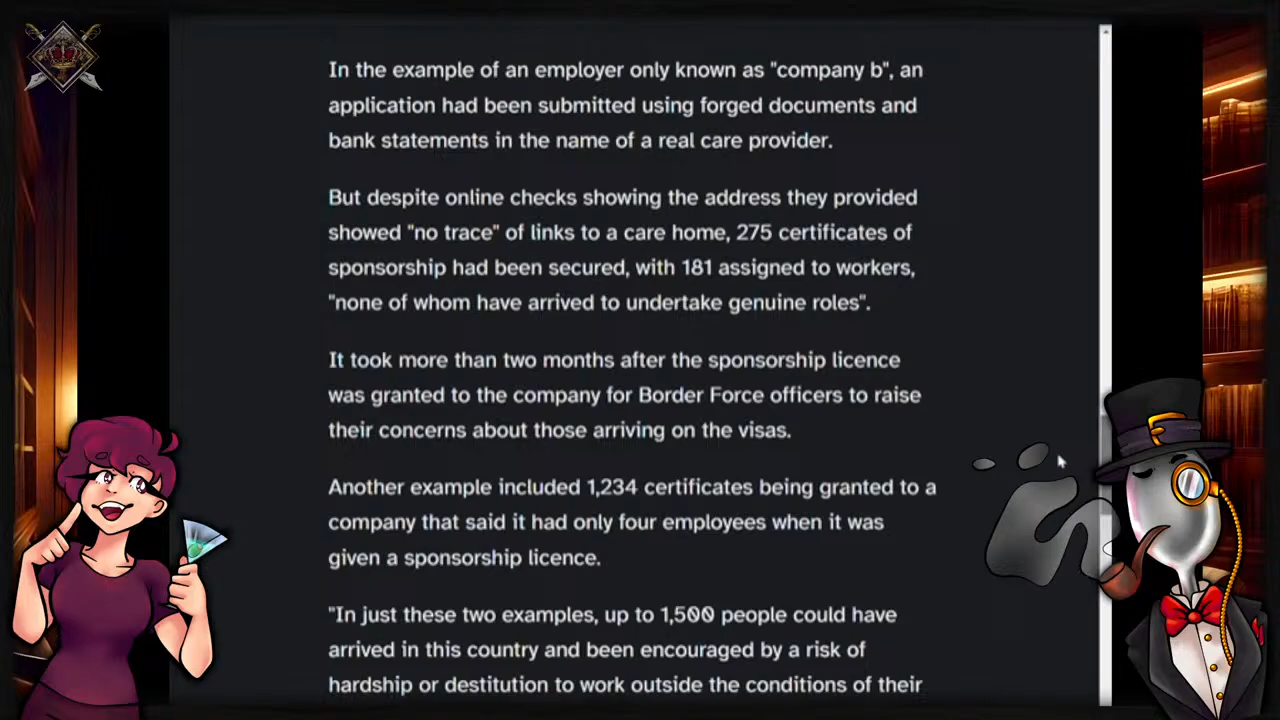 In the example of an employer only known as "company b", an
application had been submitted using forged documents and
bank statements in the name of a real care provider.
But despite online checks showing the address they provided
showed "no trace" of links to a care home, 275 certificates of
sponsorship had been secured, with 181 assigned to workers,
"none of whom have arrived to undertake genuine roles".
It took more than two months after the sponsorship licence
was granted to the company for Border Force officers to raise
their concerns about those arriving on the visas.
Another example included 1,234 certificates being granted to a
company that said it had only four employees when it was
given a sponsorship licence.
"In just these two examples, up to 1,500 people could have
arrived in this country and been encouraged by a risk of
hardship or destitution to work outside the conditions of their